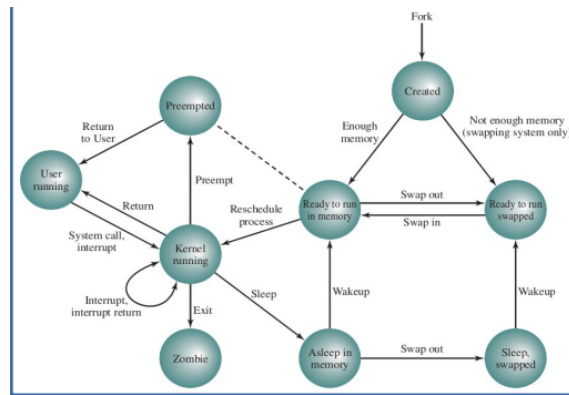 Fork
Created
Preempted
Enough
memory
Not enough memory
(swapping system only)
Return
to User
User
running
Preempt
Return
Ready to run
in memory
Swap out
Swap in
Ready to run
swapped
Reschedule
process
System call,
interrupt
Kernel
running
Interrupt,
interrupt return
Sleep
Exit
Wakeup
Wakeup
Zombie
Asleep in
memory
Swap out
Sleep,
swapped